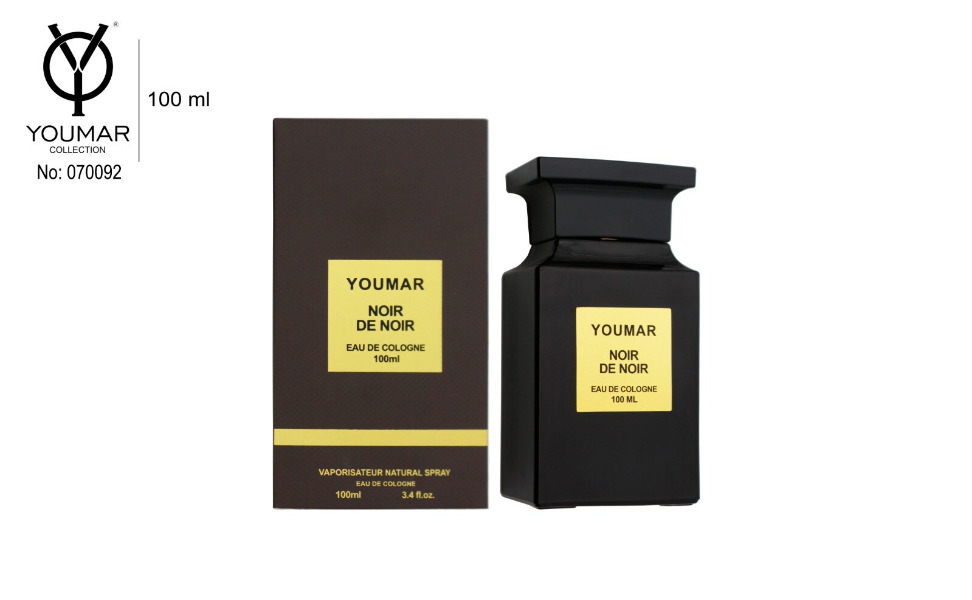 ®
YOUMAR
COLLECTION
No: 070092
100 ml
YOUMAR
NOIR
DE NOIR
EAU DE COLOGNE
100ml
VAPORISATEUR NATURAL SPRAY
EAU DE COLOGNE
100ml 3.4 fl.oz.
YOUMAR
NOIR
DE NOIR
EAU DE COLOGNE
100 ML